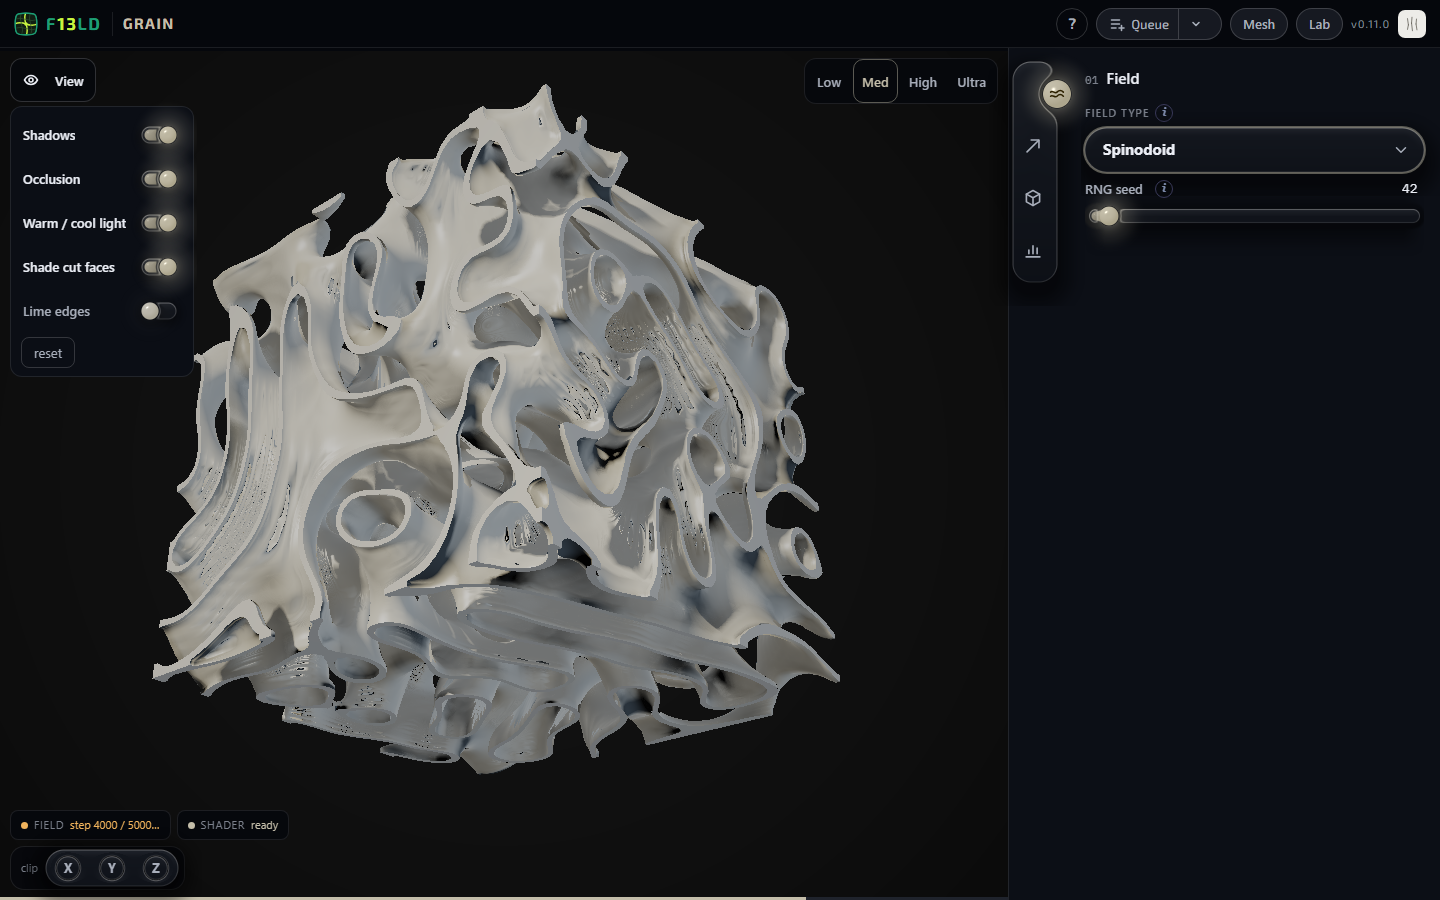 F13LD GRAIN
? Queue Mesh Lab v0.11.0
View
Low Med High Ultra
Shadows
Occlusion
Warm / cool light
Shade cut faces
Lime edges
reset
01 Field
FIELD TYPE i
Spinodoid
RNG seed i 42
FIELD step 4000 / 5000... SHADER ready
clip X Y Z